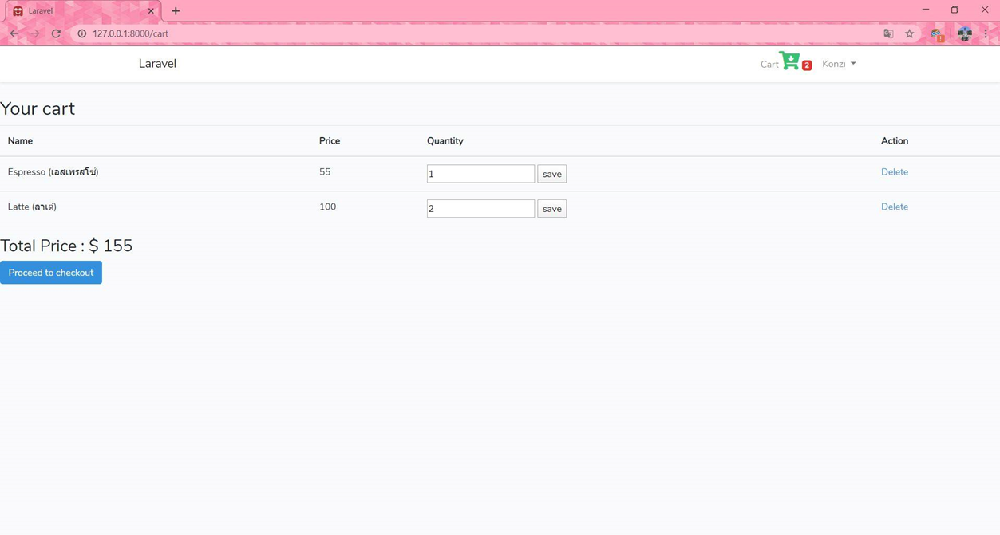 Laravel
127.0.0.1:8000/cart
Laravel
Cart 2 Konzi
Your cart
Name Price Quantity Action
Espresso (เอสเพรสโซ่) 55 1 save Delete
Latte (ลาเต้) 100 2 save Delete
Total Price : $ 155
Proceed to checkout